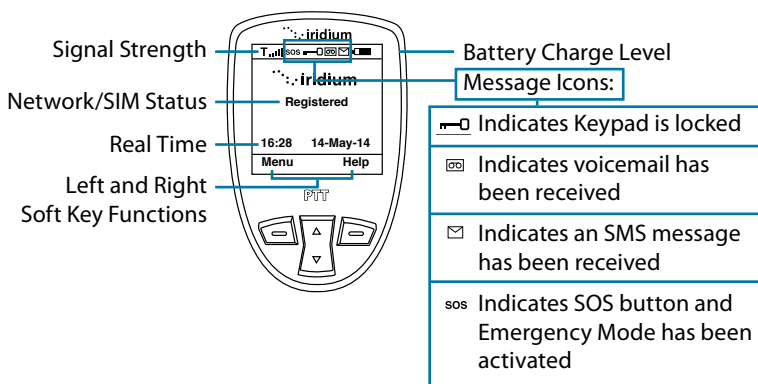 iridium
Signal Strength
T SOS
Battery Charge Level
Message Icons:
iridium
Network/SIM Status
Registered
Real Time
16:28 14-May-14
Menu Help
Left and Right
Soft Key Functions
PTT
Indicates Keypad is locked
Indicates voicemail has
been received
Indicates an SMS message
has been received
SOS Indicates SOS button and
Emergency Mode has been
activated